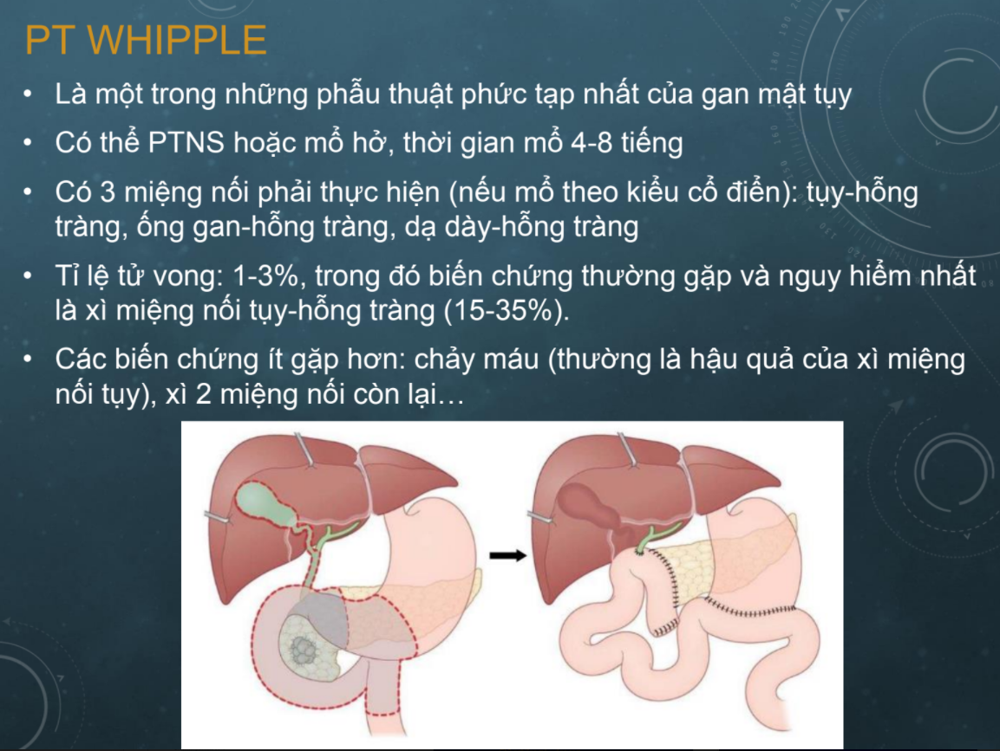 PT WHIPPLE
• Là một trong những phẫu thuật phức tạp nhất của gan mật tụy
• Có thể PTNS hoặc mổ hở, thời gian mổ 4-8 tiếng
• Có 3 miệng nối phải thực hiện (nếu mổ theo kiểu cổ điển): tụy-hỗng
tràng, ống gan-hỗng tràng, dạ dày-hỗng tràng
• Tỉ lệ tử vong: 1-3%, trong đó biến chứng thường gặp và nguy hiểm nhất
là xì miệng nối tụy-hỗng tràng (15-35%).
• Các biến chứng ít gặp hơn: chảy máu (thường là hậu quả của xì miệng
nối tụy), xì 2 miệng nối còn lại…